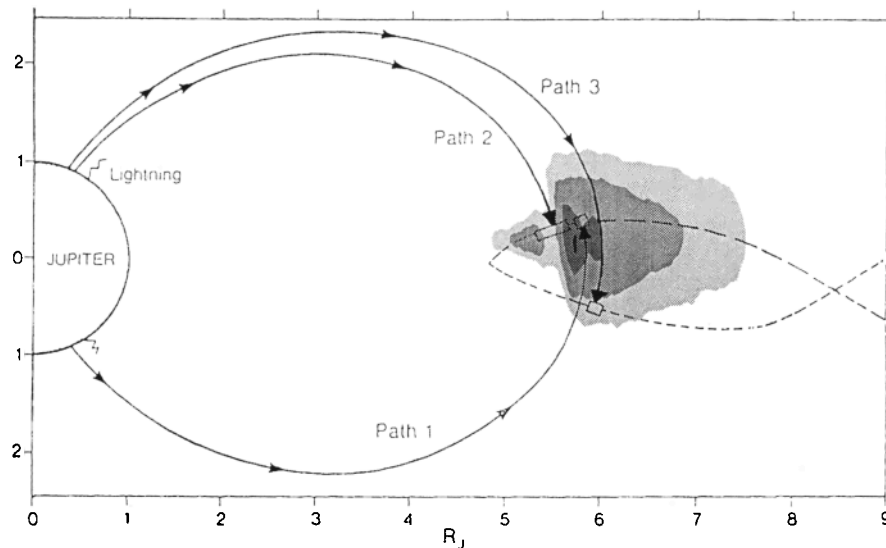 2
Path 3
Path 2
1
Lightning
JUPITER
0
1
Path 1
2
0 1 2 3 4 5 6 7 8 9
R_J